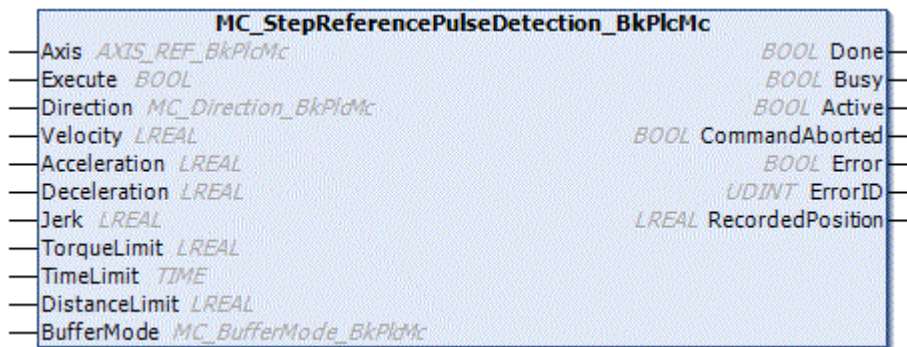 MC_StepReferencePulseDetection_BkPlcMc
Axis AXIS_REF_BkPlcMc BOOL Done
Execute BOOL BOOL Busy
Direction MC_Direction_BkPlcMc BOOL Active
Velocity LREAL BOOL CommandAborted
Acceleration LREAL BOOL Error
Deceleration LREAL UDINT ErrorID
Jerk LREAL LREAL RecordedPosition
TorqueLimit LREAL
TimeLimit TIME
DistanceLimit LREAL
BufferMode MC_BufferMode_BkPlcMc